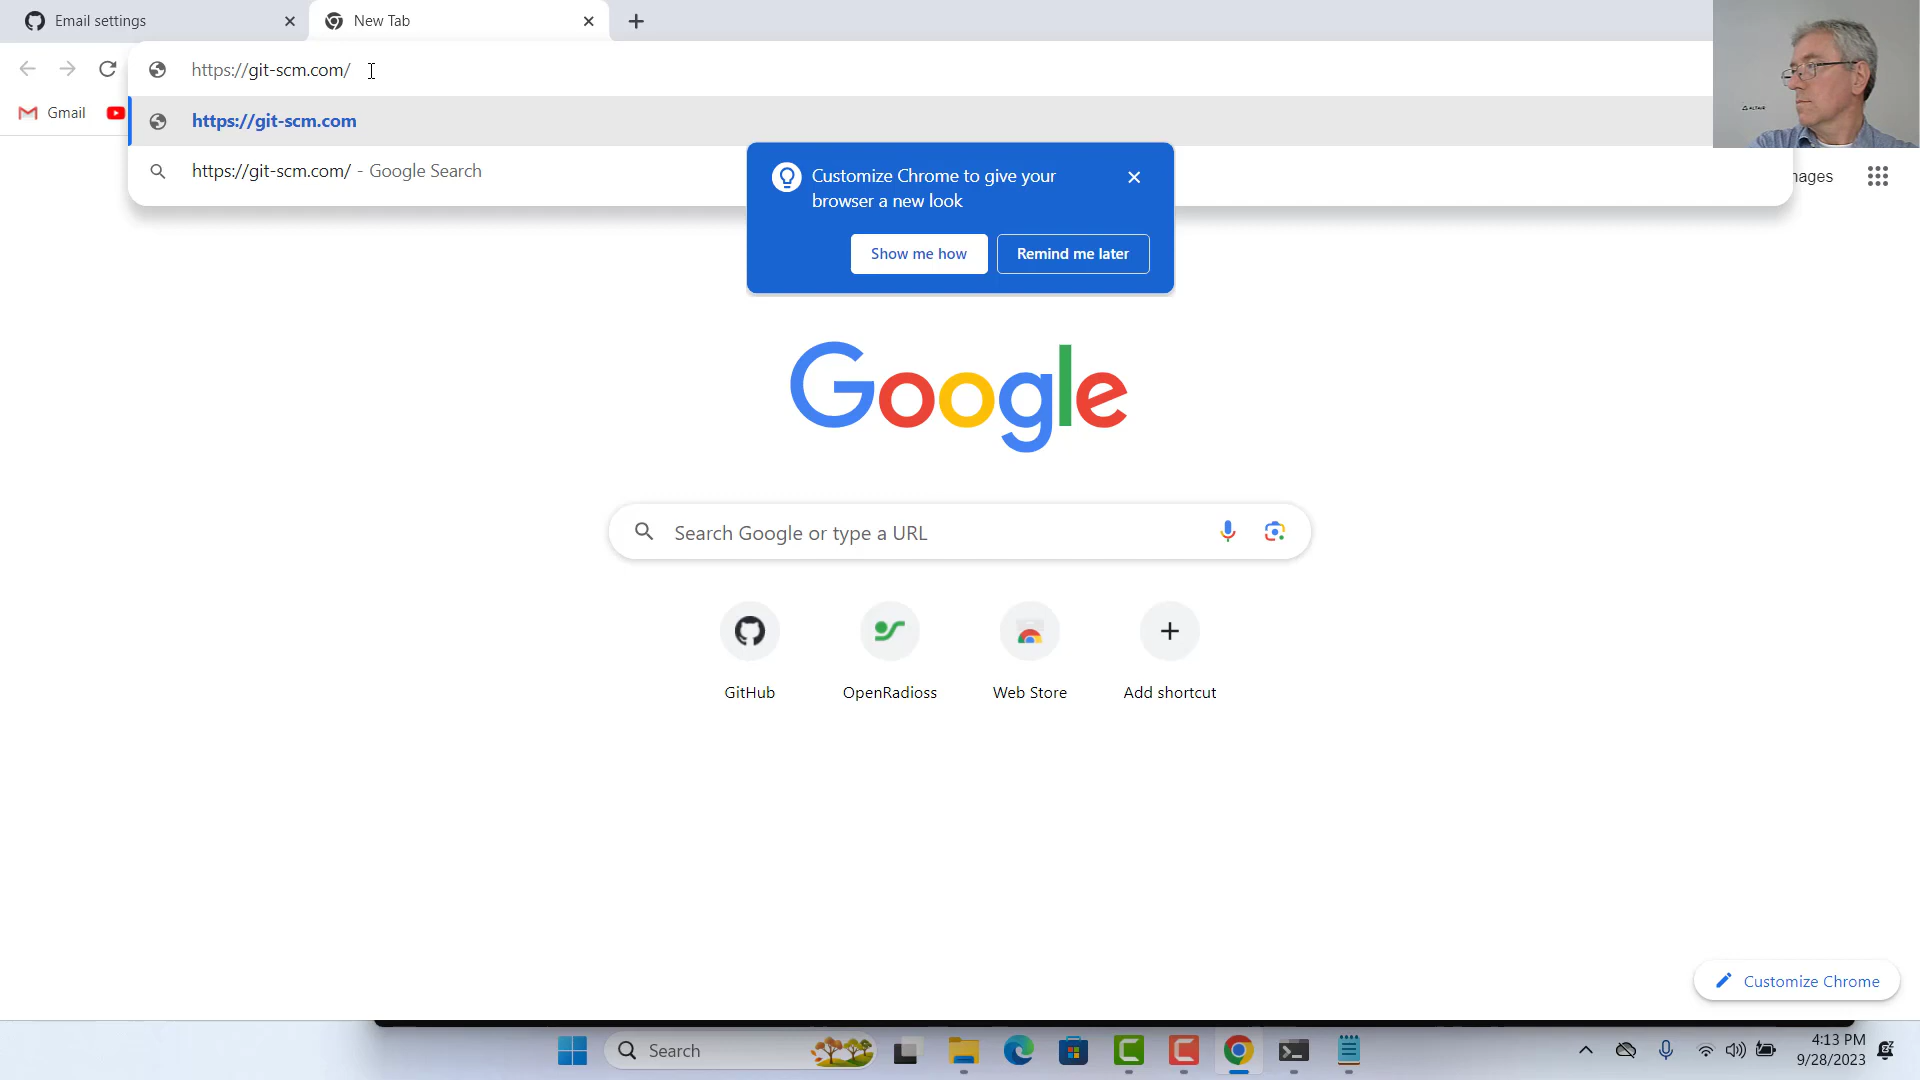 Email settings
New Tab
https://git-scm.com/
ALTAIR
Gmail
https://git-scm.com
https://git-scm.com/ - Google Search
Customize Chrome to give your
browser a new look
Show me how
Remind me later
Google
Search Google or type a URL
GitHub
OpenRadioss
Web Store
Add shortcut
Customize Chrome
Search
4:13 PM
9/28/2023